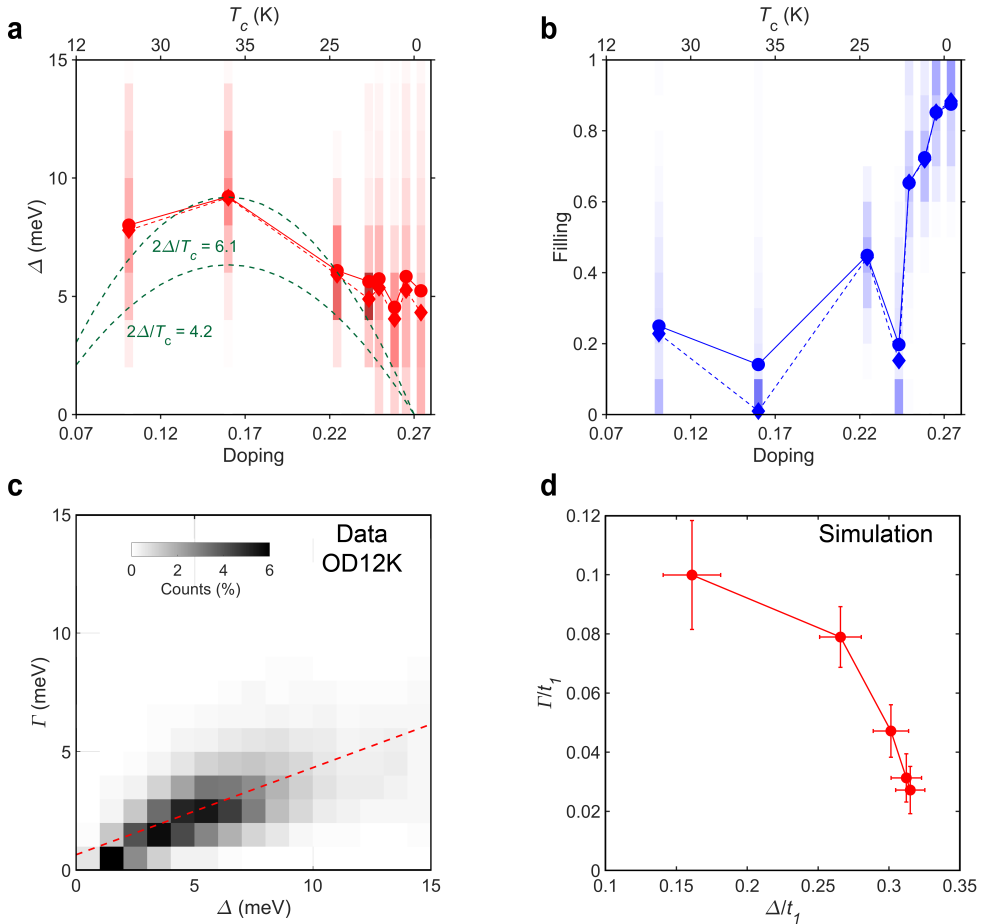 a
T_c (K)
12 30 35 25 0
15
10
5
0
Δ (meV)
2Δ/T_c = 6.1
2Δ/T_c = 4.2
0.07 0.12 0.17 0.22 0.27
Doping
b
T_c (K)
12 30 35 25 0
1
0.8
0.6
0.4
0.2
0
Filling
0.07 0.12 0.17 0.22 0.27
Doping
c
15
10
5
0
Γ (meV)
Data
OD12K
0 2 4 6
Counts (%)
0 5 10 15
Δ (meV)
d
0.12
0.1
0.08
0.06
0.04
0.02
0
Γ/t_1
Simulation
0.1 0.15 0.2 0.25 0.3 0.35
Δ/t_1